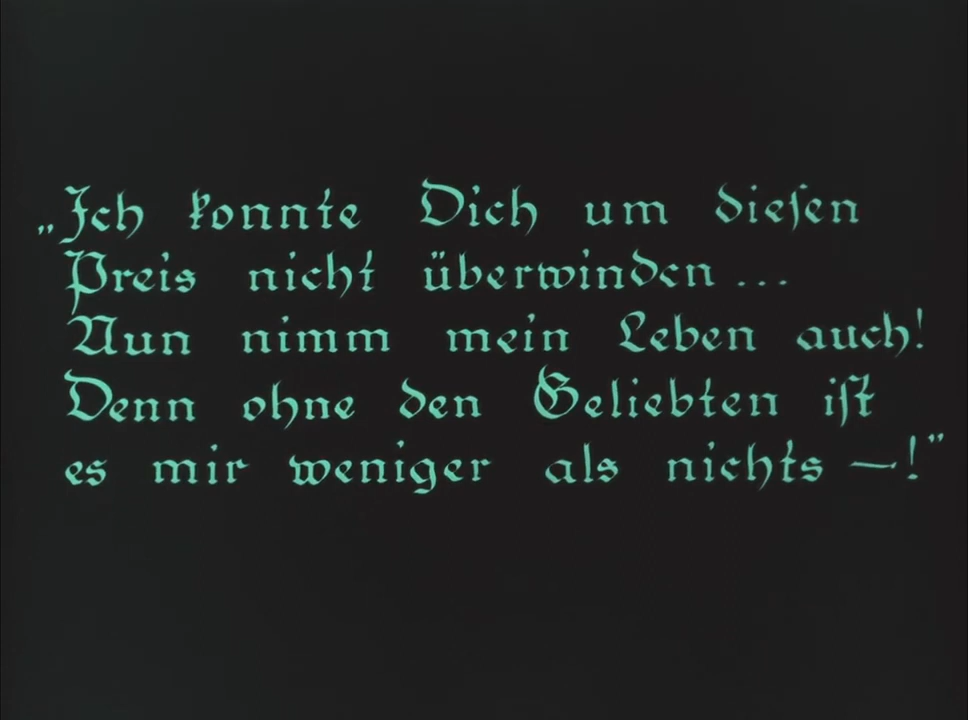 „Ich konnte Dich um dieſen
Preis nicht überwinden ...
Nun nimm mein Leben auch!
Denn ohne den Geliebten iſt
es mir weniger als nichts —!”